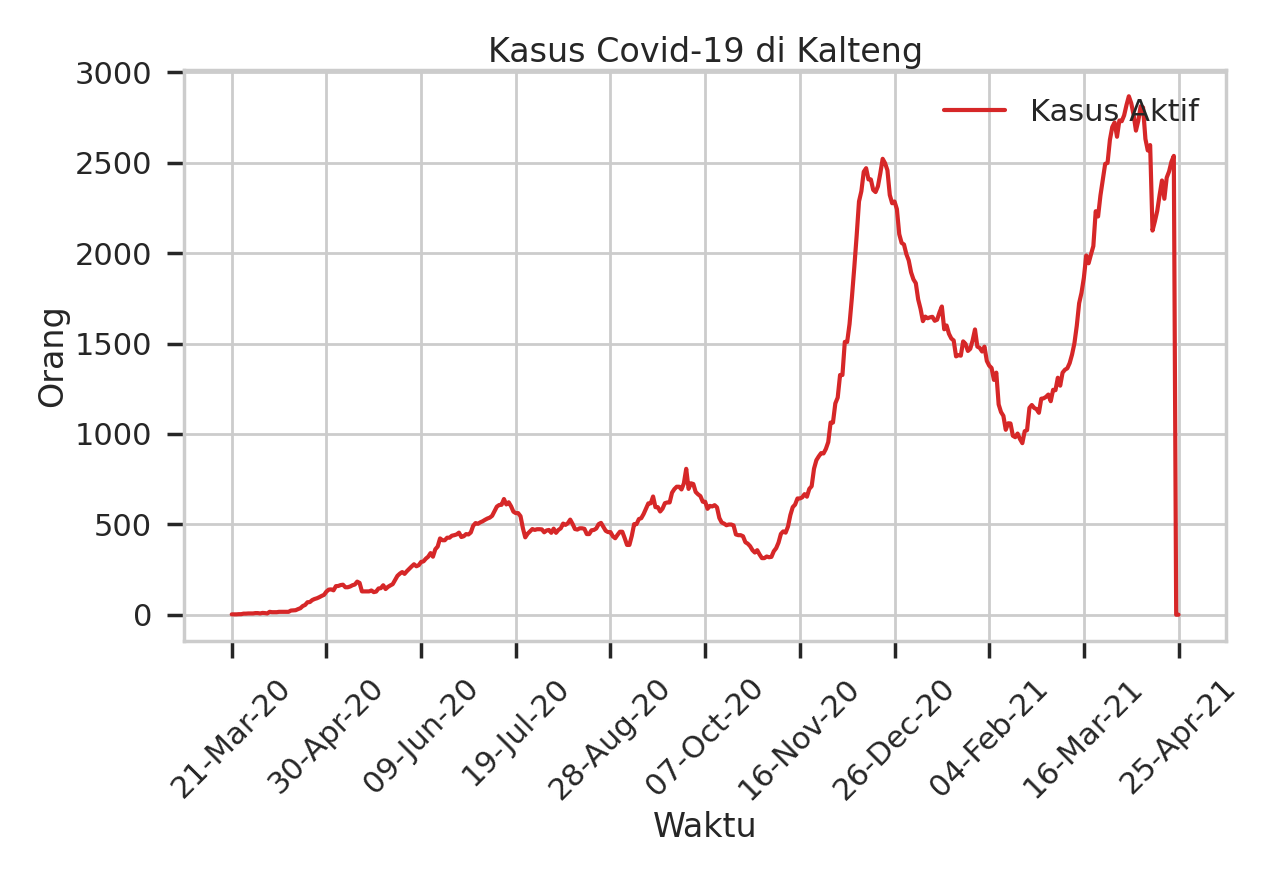 Kasus Covid-19 di Kalteng
Kasus Aktif
3000
2500
2000
1500
1000
500
0
Orang
21-Mar-20
30-Apr-20
09-Jun-20
19-Jul-20
28-Aug-20
07-Oct-20
16-Nov-20
26-Dec-20
04-Feb-21
16-Mar-21
25-Apr-21
Waktu